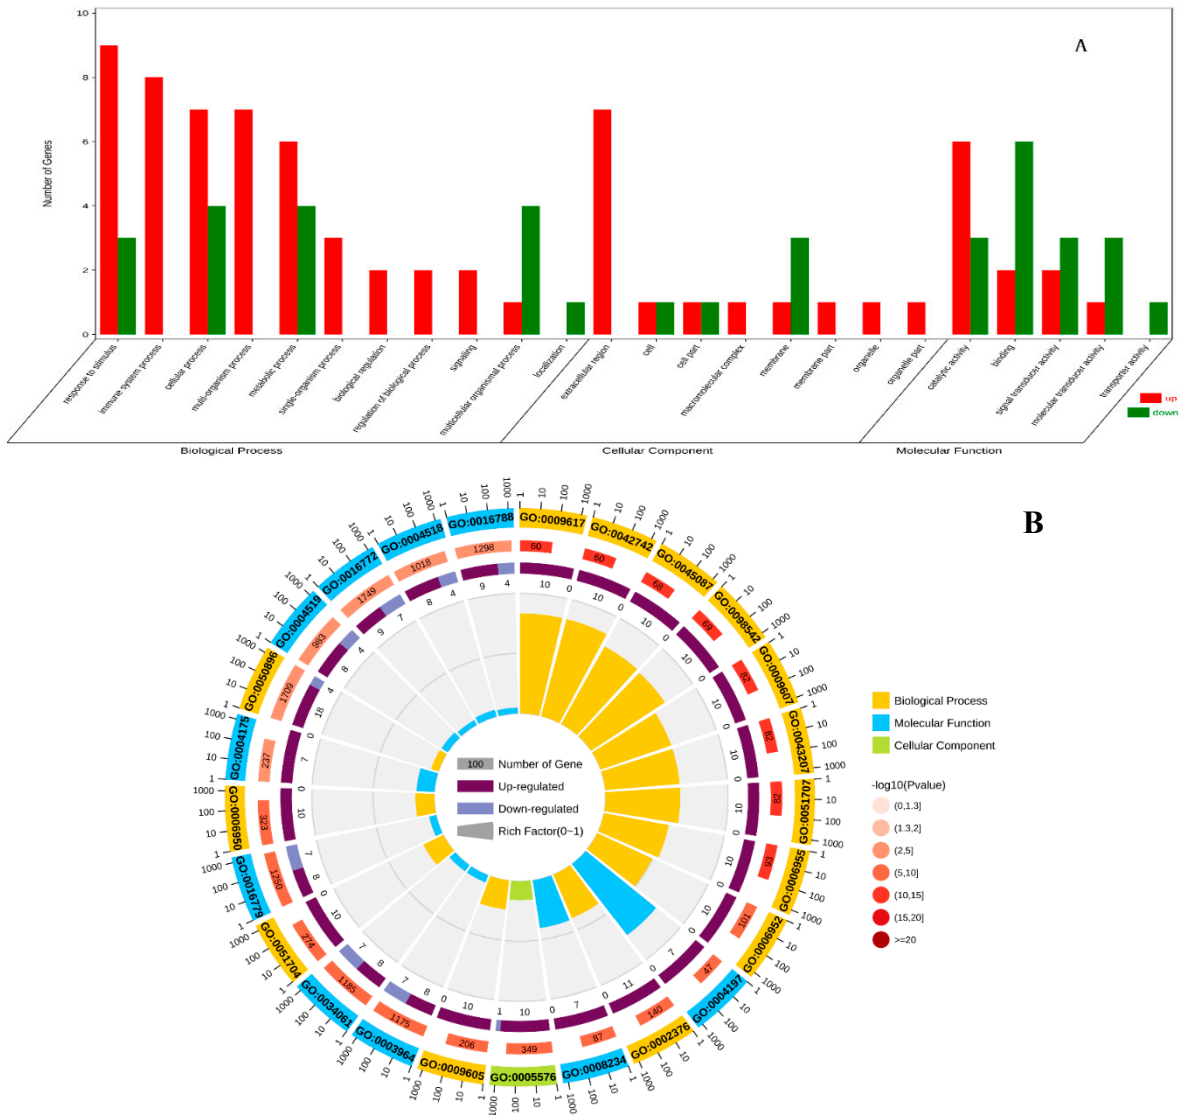 A
10
8
6
4
2
0
Number of Genes
response to stimulus
immune system process
cellular process
multi-organism process
metabolic process
single-organism process
biological regulation
regulation of biological process
signaling
multicellular organismal process
localization
extracellular region
cell
cell part
macromolecular complex
membrane
membrane part
organelle
organelle part
catalytic activity
binding
signal transducer activity
molecular transducer activity
transporter activity
up
down
Biological Process
Cellular Component
Molecular Function
B
GO:0009617
GO:0042742
GO:0045087
GO:0098542
GO:0009607
GO:0043207
GO:0051707
GO:0006955
GO:0006952
GO:0004197
GO:0002376
GO:0008234
GO:0005576
GO:0009605
GO:0003964
GO:0034061
GO:0051704
GO:0016779
GO:0006950
GO:0004175
GO:0050896
GO:0004519
GO:0016772
GO:0004518
GO:0016788
60
60
68
69
82
82
82
93
101
47
140
87
349
206
1175
1185
274
1250
323
237
1709
983
1749
1018
1298
100 Number of Gene
Up-regulated
Down-regulated
Rich Factor(0~1)
Biological Process
Molecular Function
Cellular Component
-log10(Pvalue)
(0,1.3]
(1.3,2]
(2,5]
(5,10]
(10,15]
(15,20]
>=20